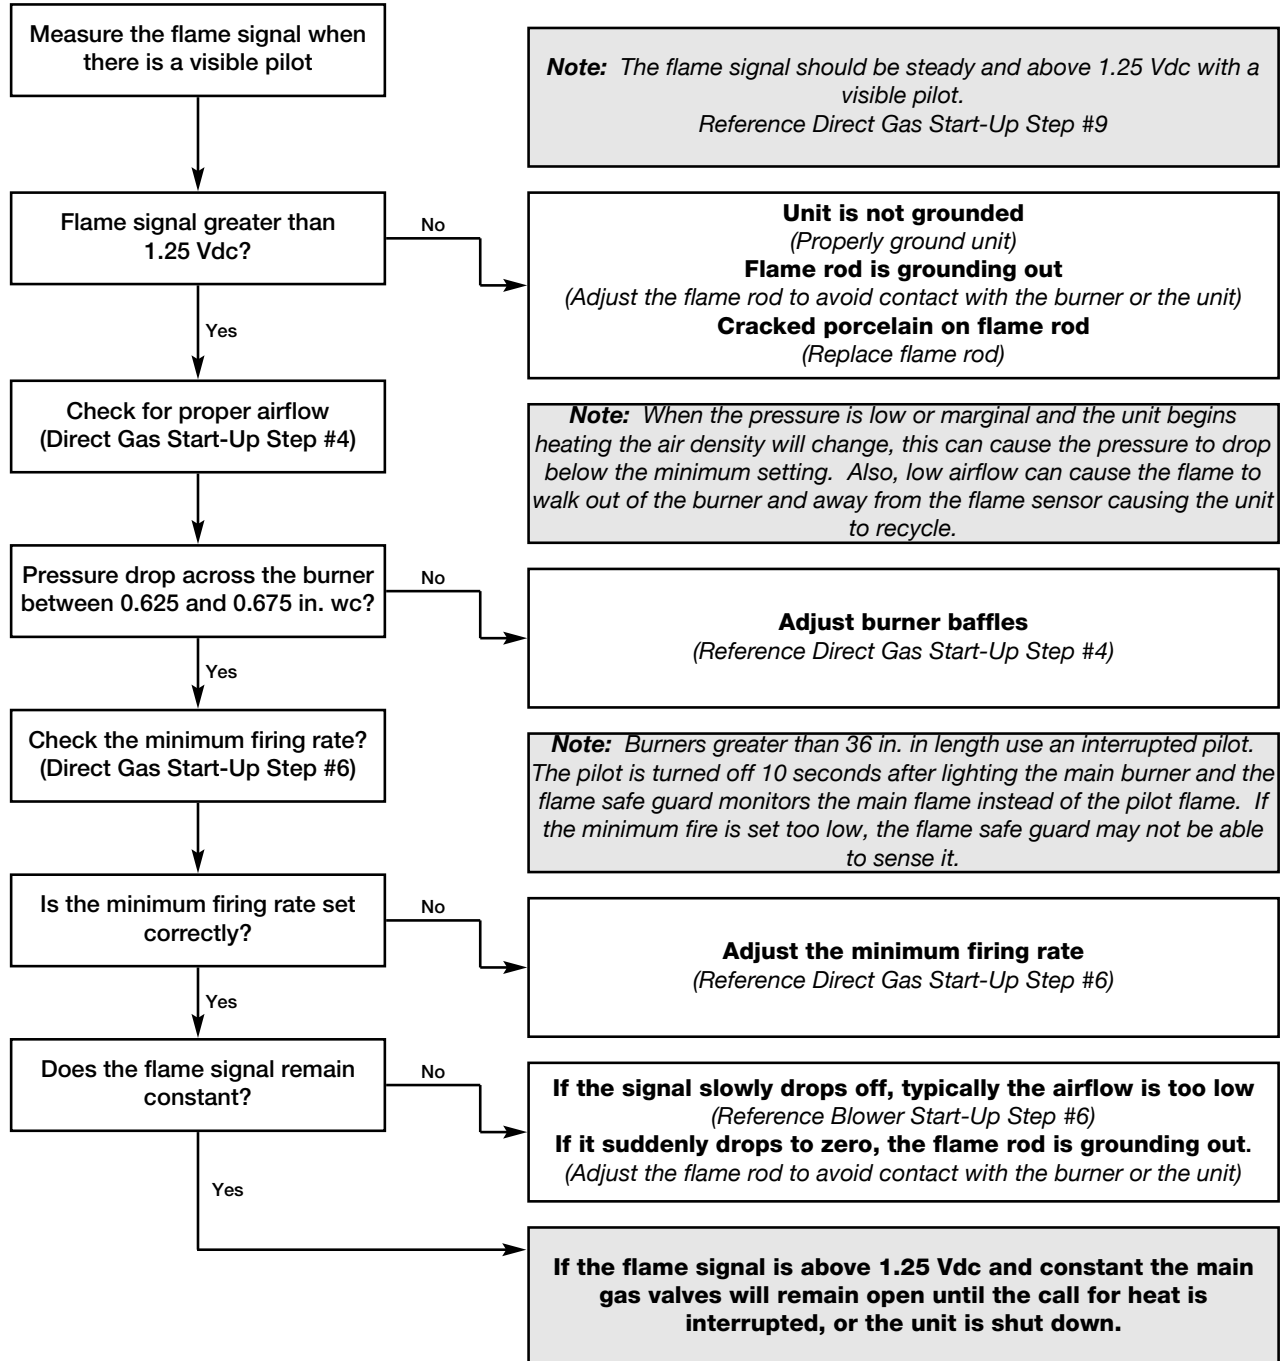 Measure the flame signal when
there is a visible pilot
Note:  The flame signal should be steady and above 1.25 Vdc with a
visible pilot.
Reference Direct Gas Start-Up Step #9
Flame signal greater than
1.25 Vdc?
No
Unit is not grounded
(Properly ground unit)
Flame rod is grounding out
(Adjust the flame rod to avoid contact with the burner or the unit)
Cracked porcelain on flame rod
(Replace flame rod)
Yes
Check for proper airflow
(Direct Gas Start-Up Step #4)
Note:  When the pressure is low or marginal and the unit begins
heating the air density will change, this can cause the pressure to drop
below the minimum setting.  Also, low airflow can cause the flame to
walk out of the burner and away from the flame sensor causing the unit
to recycle.
Pressure drop across the burner
between 0.625 and 0.675 in. wc?
No
Adjust burner baffles
(Reference Direct Gas Start-Up Step #4)
Yes
Check the minimum firing rate?
(Direct Gas Start-Up Step #6)
Note:  Burners greater than 36 in. in length use an interrupted pilot.
The pilot is turned off 10 seconds after lighting the main burner and the
flame safe guard monitors the main flame instead of the pilot flame.  If
the minimum fire is set too low, the flame safe guard may not be able
to sense it.
Is the minimum firing rate set
correctly?
No
Adjust the minimum firing rate
(Reference Direct Gas Start-Up Step #6)
Yes
Does the flame signal remain
constant?
No
If the signal slowly drops off, typically the airflow is too low
(Reference Blower Start-Up Step #6)
If it suddenly drops to zero, the flame rod is grounding out.
(Adjust the flame rod to avoid contact with the burner or the unit)
Yes
If the flame signal is above 1.25 Vdc and constant the main
gas valves will remain open until the call for heat is
interrupted, or the unit is shut down.